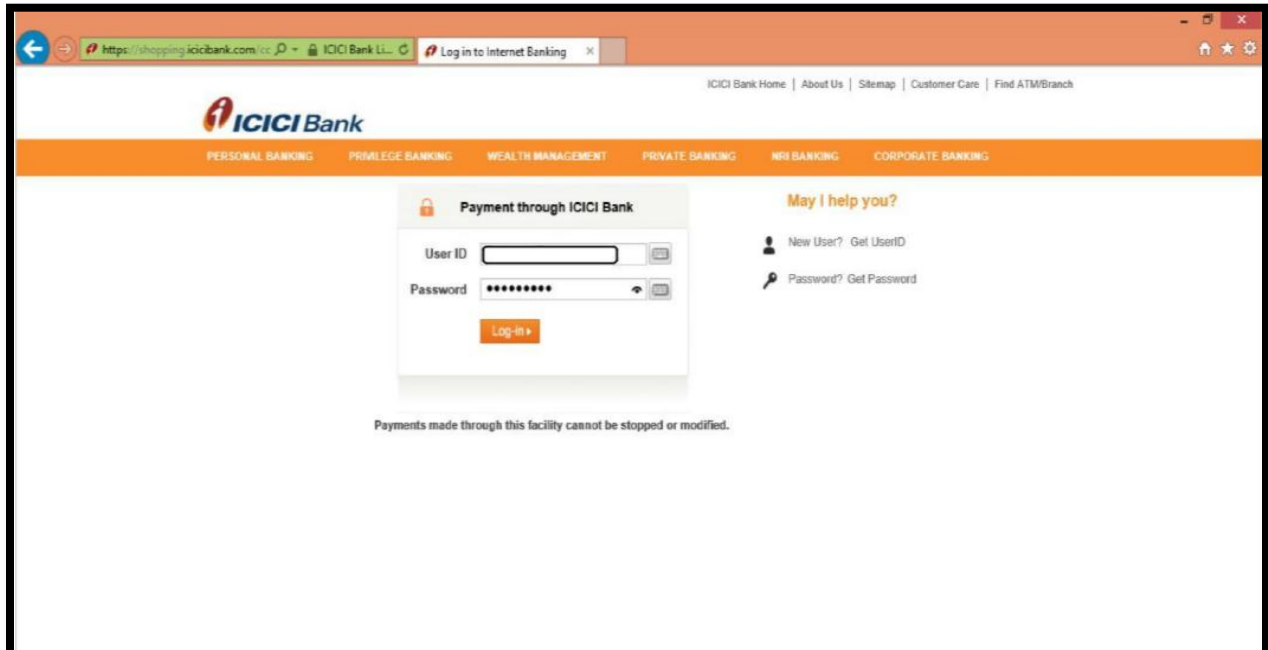 https://shopping.icicibank.com/cc
ICICI Bank Li...
Log in to Internet Banking
ICICI Bank Home | About Us | Sitemap | Customer Care | Find ATM/Branch
ICICI Bank
PERSONAL BANKING PRIVILEGE BANKING WEALTH MANAGEMENT PRIVATE BANKING NRI BANKING CORPORATE BANKING
Payment through ICICI Bank
User ID
Password •••••••••
Log-in
May I help you?
New User? Get UserID
Password? Get Password
Payments made through this facility cannot be stopped or modified.